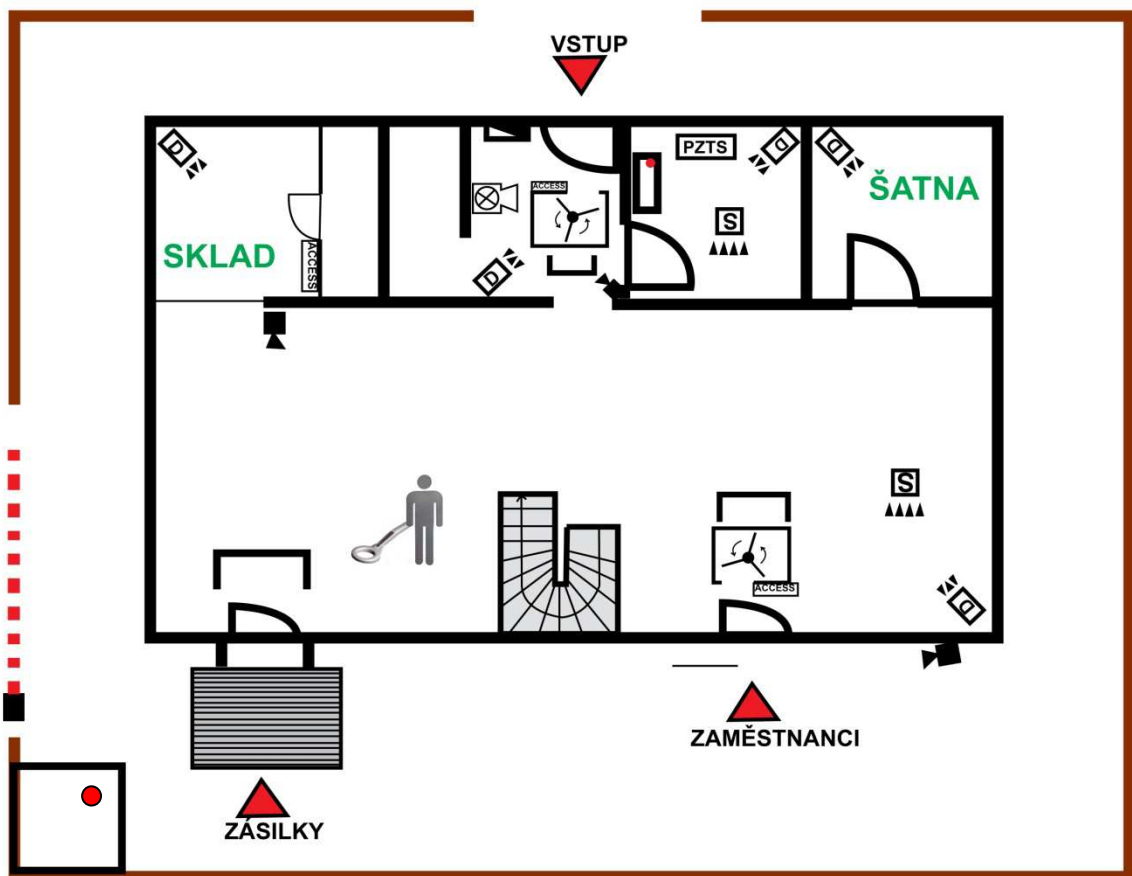 VSTUP
D
PZTS
D
D
ŠATNA
ACCESS
S
SKLAD
ACCESS
D
S
ACCESS
D
ZAMĚSTNANCI
ZÁSILKY